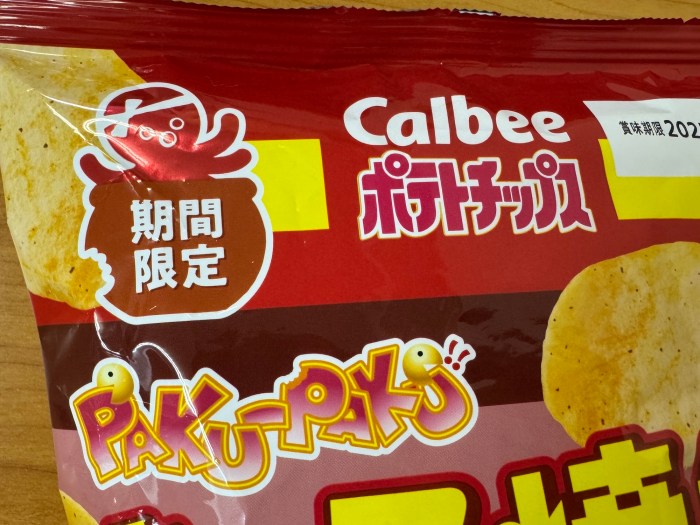 Calbee
賞味期限 202
ポテトチップス
期間
限定
PAKU-PAKU!!
焼